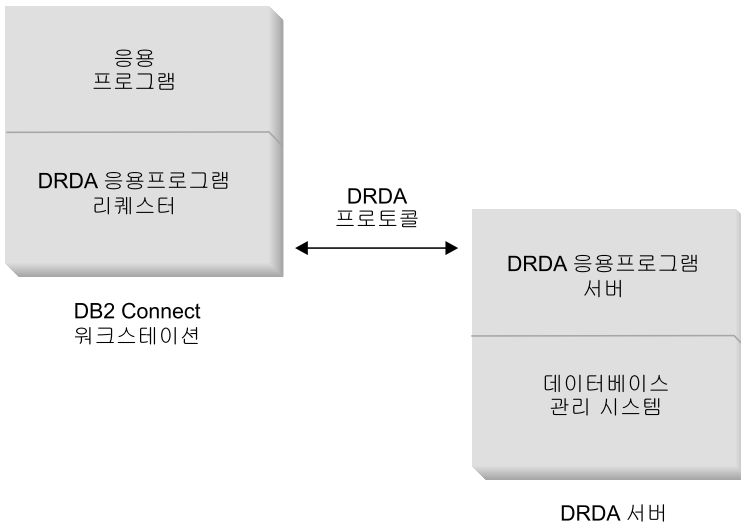 응용
프로그램
DRDA 응용프로그램
리퀘스터
DB2 Connect
워크스테이션
DRDA
프로토콜
DRDA 응용프로그램
서버
데이터베이스
관리 시스템
DRDA 서버